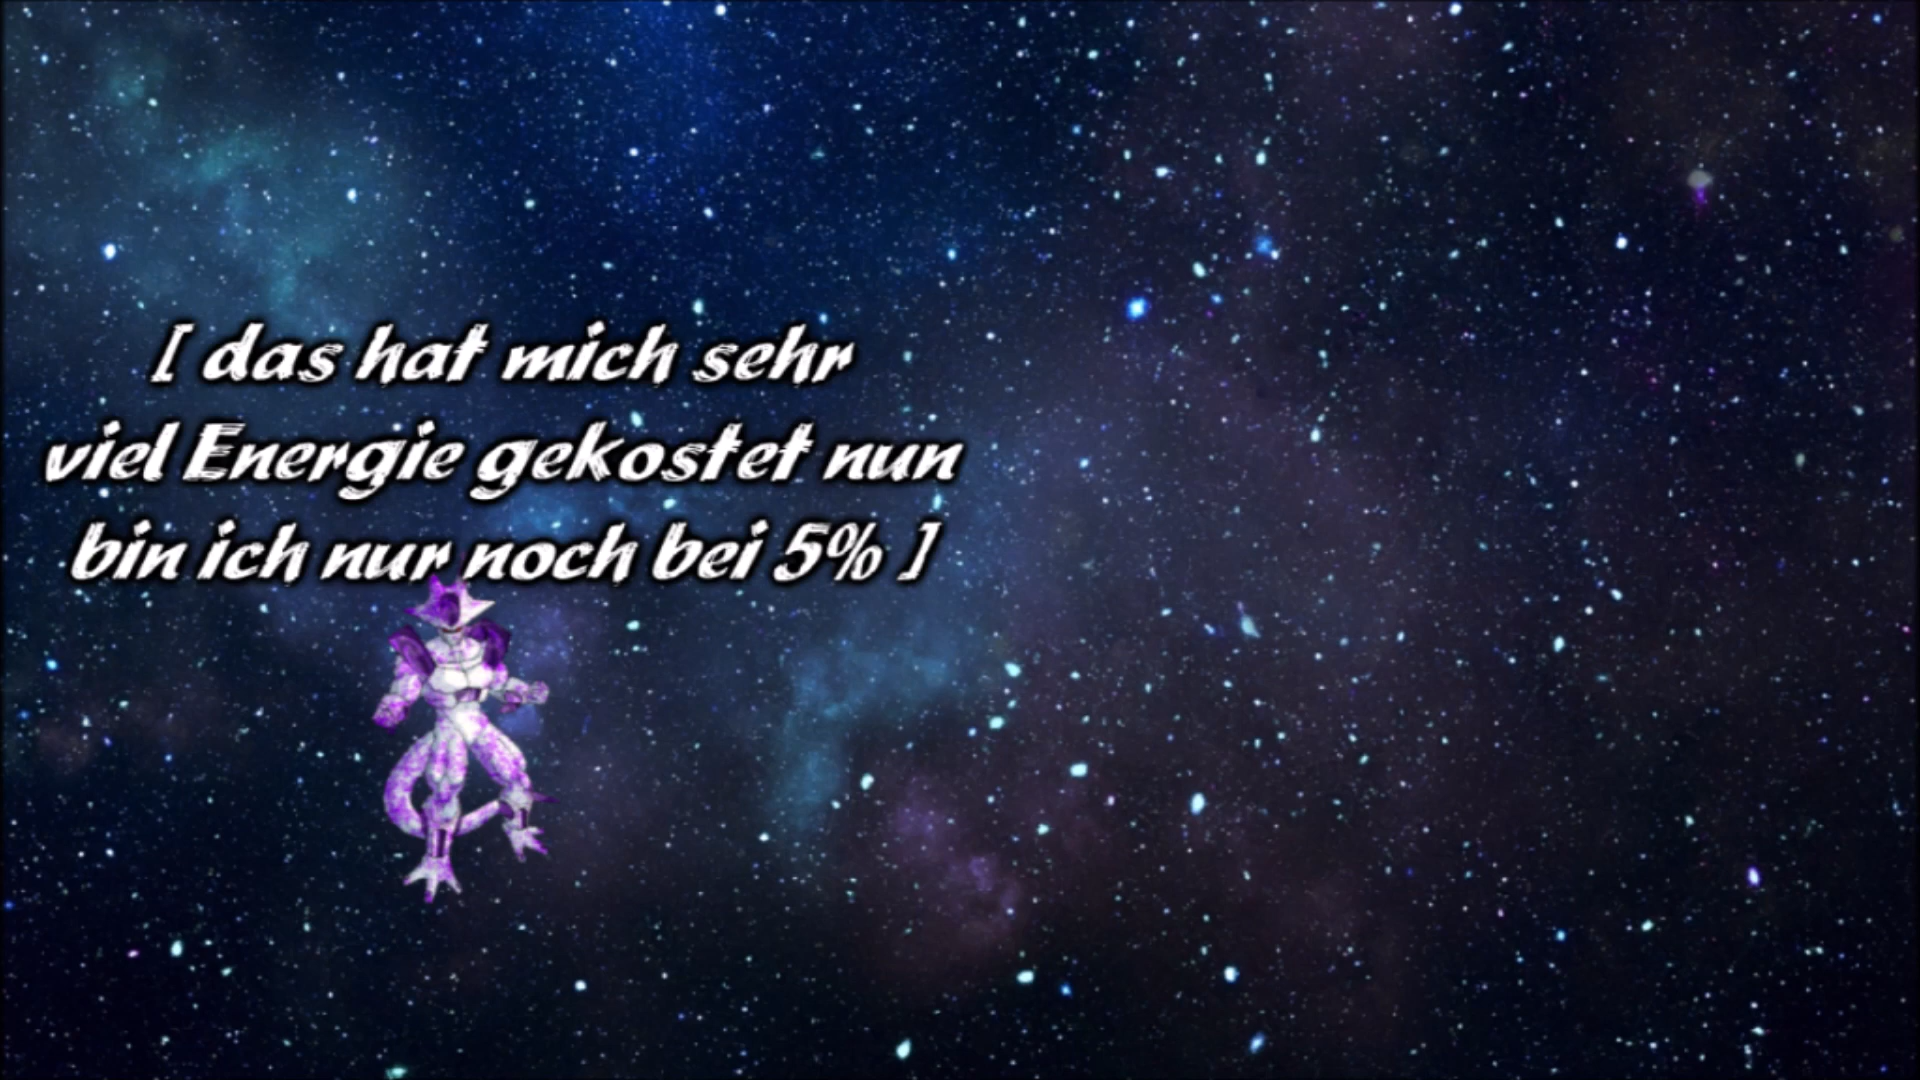 [ das hat mich sehr
viel Energie gekostet nun
bin ich nur noch bei 5% ]